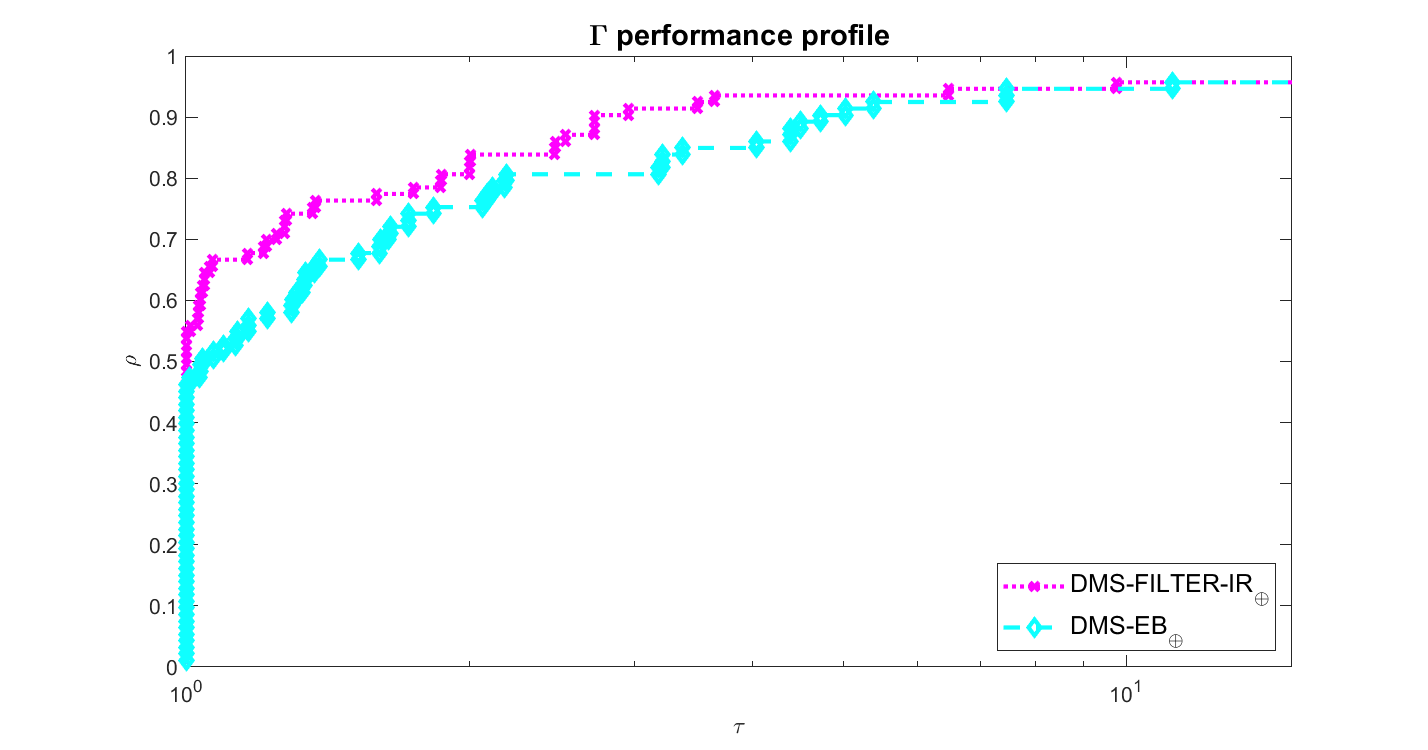 Γ performance profile
1
0.9
0.8
0.7
0.6
0.5
0.4
0.3
0.2
0.1
0
ρ
10⁰
10¹
τ
DMS-FILTER-IR⊕
DMS-EB⊕